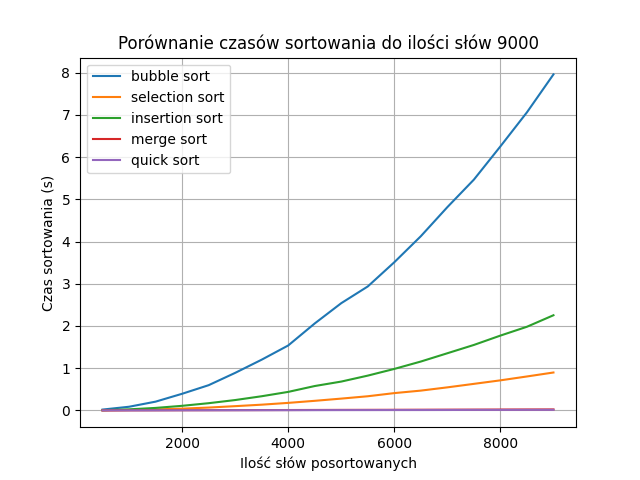 Porównanie czasów sortowania do ilości słów 9000
bubble sort
selection sort
insertion sort
merge sort
quick sort
8
7
6
5
4
3
2
1
0
Czas sortowania (s)
2000 4000 6000 8000
Ilość słów posortowanych